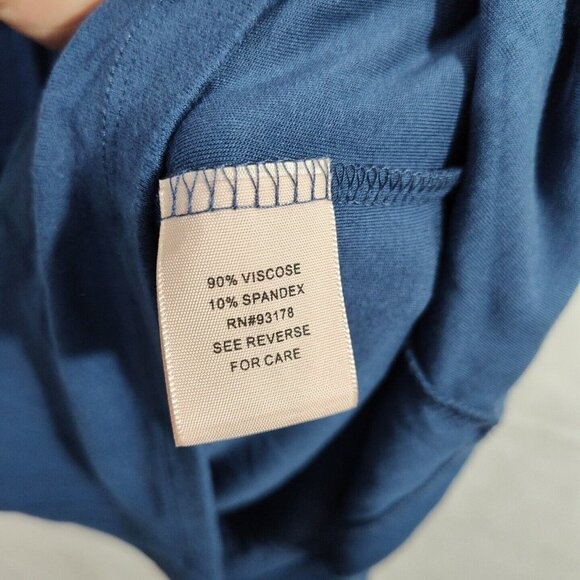 90% VISCOSE
10% SPANDEX
RN#93178
SEE REVERSE
FOR CARE